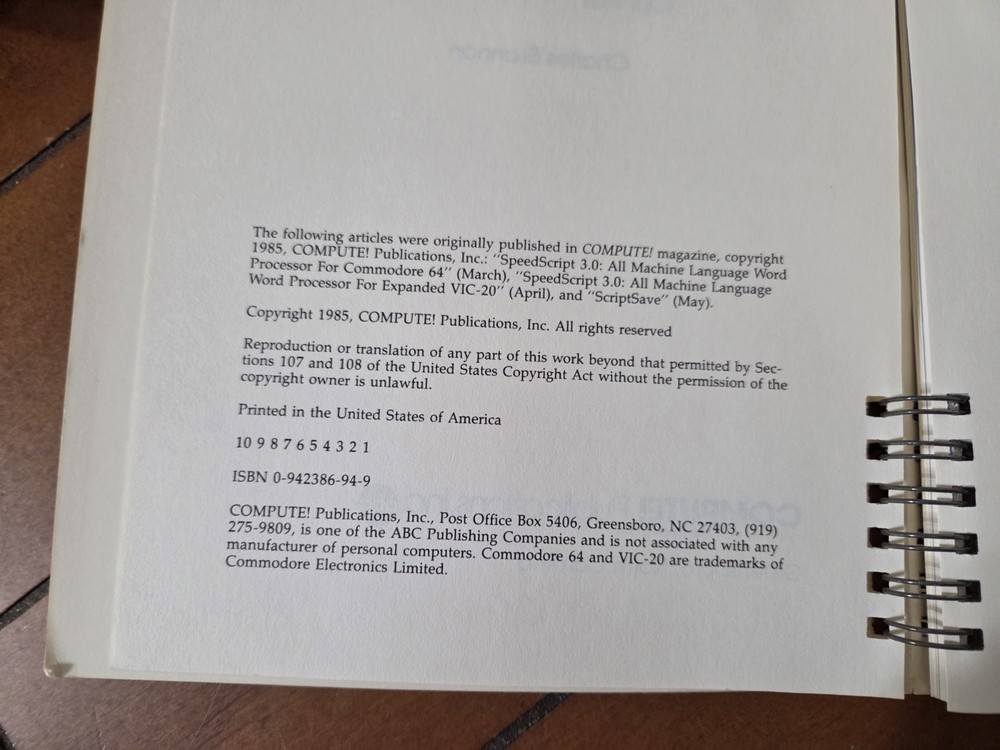 The following articles were originally published in COMPUTE! magazine, copyright
1985, COMPUTE! Publications, Inc.: "SpeedScript 3.0: All Machine Language Word
Processor For Commodore 64" (March), "SpeedScript 3.0: All Machine Language
Word Processor For Expanded VIC-20" (April), and "ScriptSave" (May).
Copyright 1985, COMPUTE! Publications, Inc. All rights reserved
Reproduction or translation of any part of this work beyond that permitted by Sec-
tions 107 and 108 of the United States Copyright Act without the permission of the
copyright owner is unlawful.
Printed in the United States of America
10 9 8 7 6 5 4 3 2 1
ISBN 0-942386-94-9
COMPUTE! Publications, Inc., Post Office Box 5406, Greensboro, NC 27403, (919)
275-9809, is one of the ABC Publishing Companies and is not associated with any
manufacturer of personal computers. Commodore 64 and VIC-20 are trademarks of
Commodore Electronics Limited.